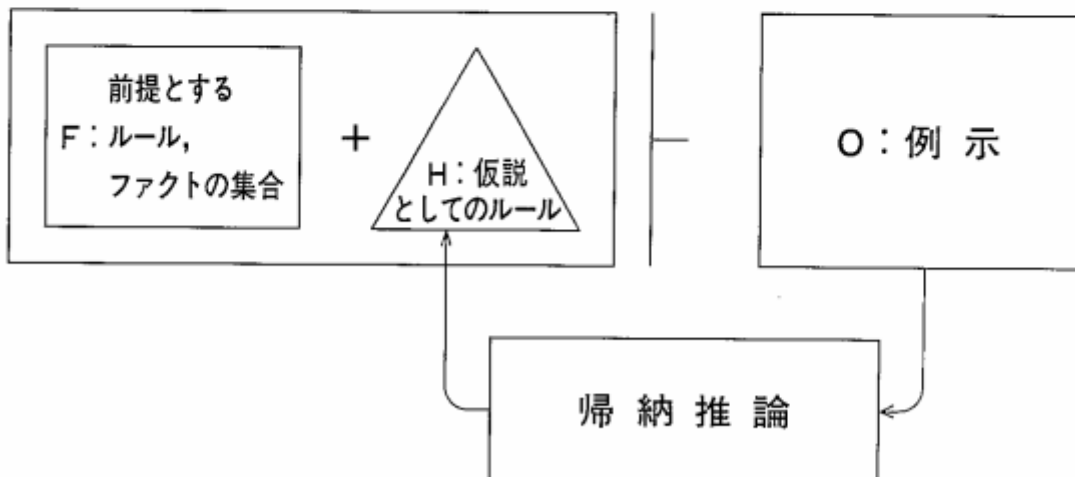 前提とする
F:ルール,
ファクトの集合
+
H:仮説
としてのルール
O:例 示
帰 納 推 論